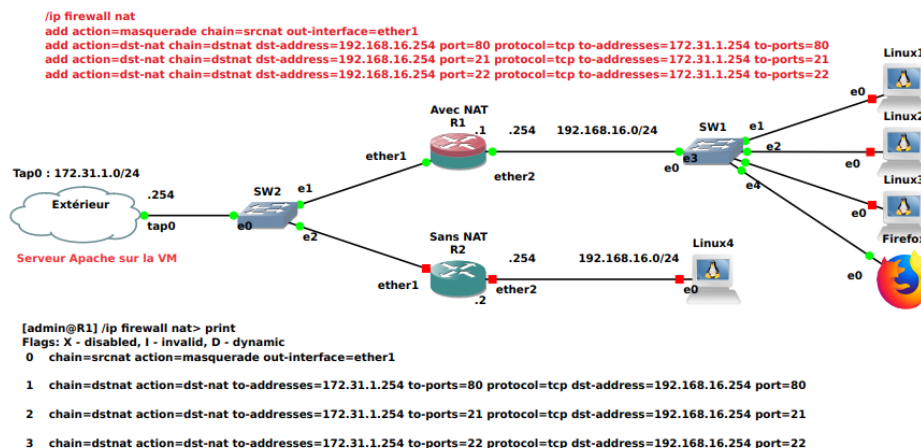 /ip firewall nat
add action=masquerade chain=srcnat out-interface=ether1
add action=dst-nat chain=dstnat dst-address=192.168.16.254 port=80 protocol=tcp to-addresses=172.31.1.254 to-ports=80
add action=dst-nat chain=dstnat dst-address=192.168.16.254 port=21 protocol=tcp to-addresses=172.31.1.254 to-ports=21
add action=dst-nat chain=dstnat dst-address=192.168.16.254 port=22 protocol=tcp to-addresses=172.31.1.254 to-ports=22
Linux1
e0
Avec NAT
R1
.1
.254
192.168.16.0/24
SW1
e1
Linux2
e2
e0
ether1
ether2
e0
e3
e4
Linux3
e0
Tap0 : 172.31.1.0/24
.254
Extérieur
tap0
SW2
e1
e0
e2
Serveur Apache sur la VM
Sans NAT
R2
.254
192.168.16.0/24
Linux4
Firefox
e0
ether1
ether2
e0
.2
[admin@R1] /ip firewall nat> print
Flags: X - disabled, I - invalid, D - dynamic
0 chain=srcnat action=masquerade out-interface=ether1
1 chain=dstnat action=dst-nat to-addresses=172.31.1.254 to-ports=80 protocol=tcp dst-address=192.168.16.254 port=80
2 chain=dstnat action=dst-nat to-addresses=172.31.1.254 to-ports=21 protocol=tcp dst-address=192.168.16.254 port=21
3 chain=dstnat action=dst-nat to-addresses=172.31.1.254 to-ports=22 protocol=tcp dst-address=192.168.16.254 port=22